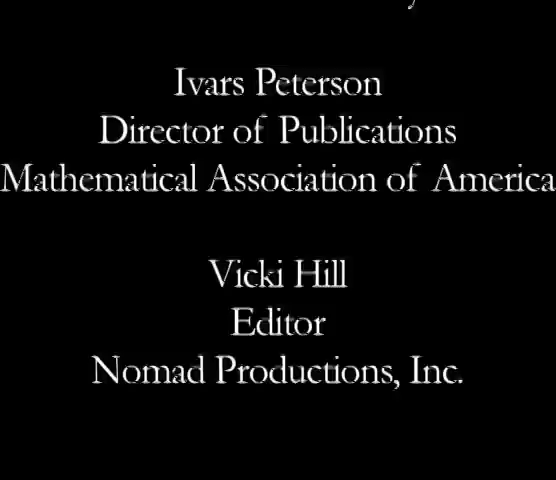 Ivars Peterson
Director of Publications
Mathematical Association of America
Vicki Hill
Editor
Nomad Productions, Inc.